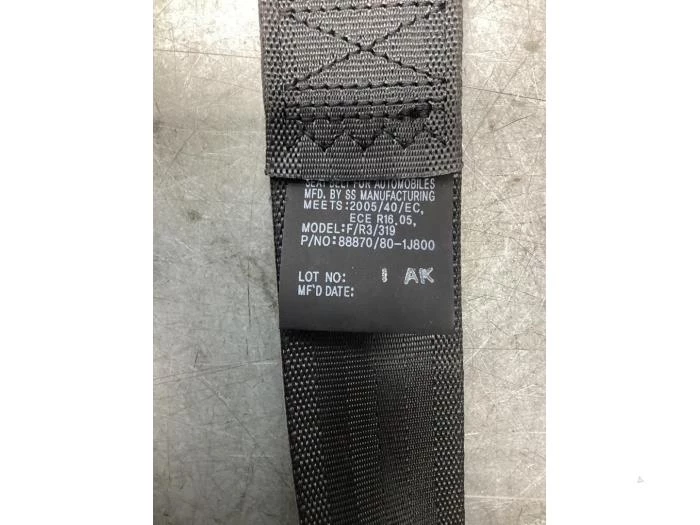 SEAT BELT FOR AUTOMOBILES
MFD. BY SS MANUFACTURING
MEETS:2005/40/EC,
ECE R16.05,
MODEL:F/R3/319
P/NO:88870/80-1J800
LOT NO: AK
MF'D DATE: